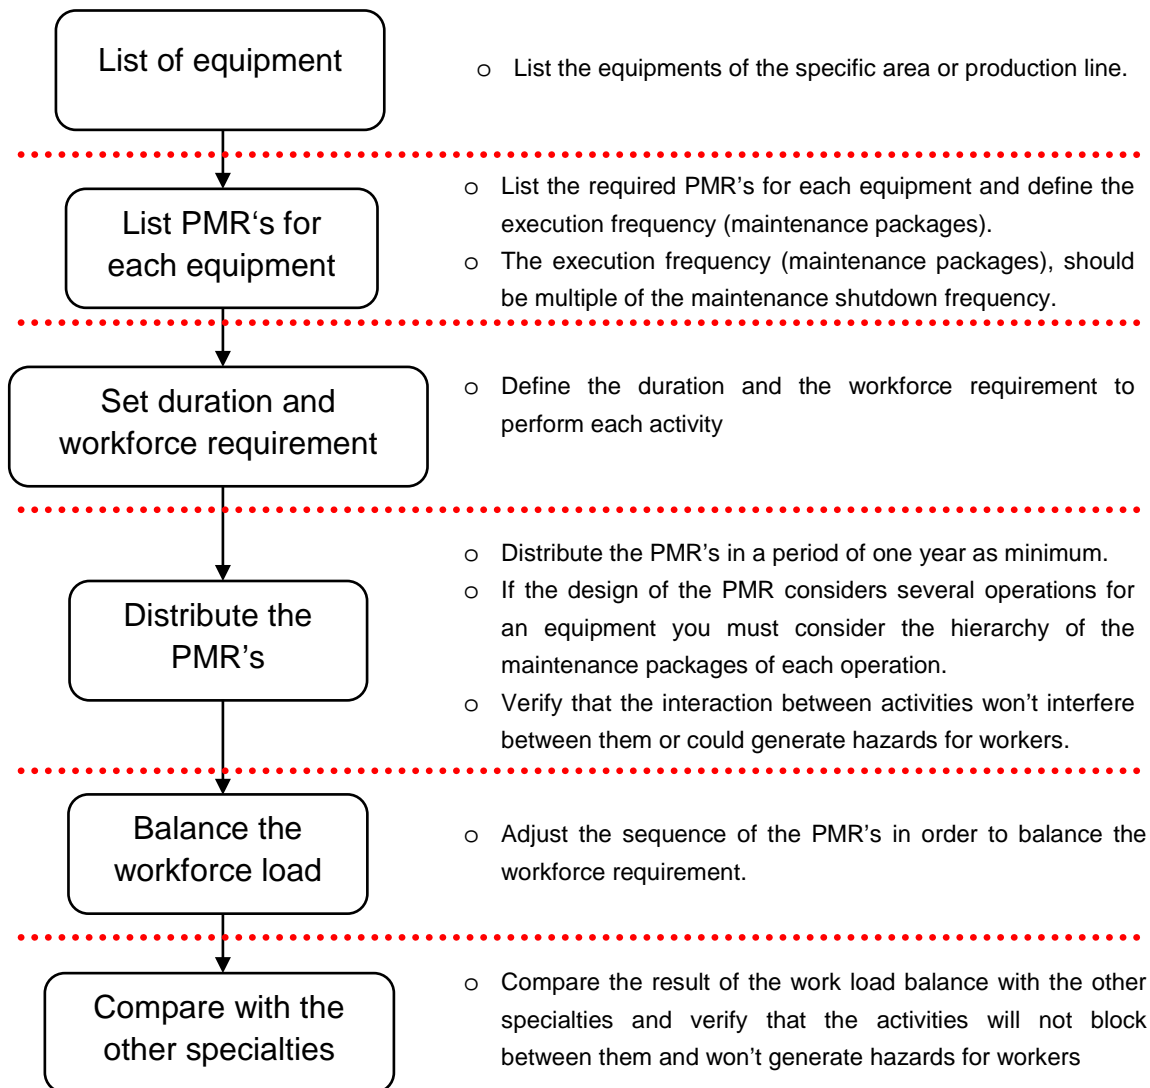 List of equipment
o List the equipments of the specific area or production line.
List PMR‘s for
each equipment
o List the required PMR’s for each equipment and define the
execution frequency (maintenance packages).
o The execution frequency (maintenance packages), should
be multiple of the maintenance shutdown frequency.
Set duration and
workforce requirement
o Define the duration and the workforce requirement to
perform each activity
Distribute the
PMR’s
o Distribute the PMR’s in a period of one year as minimum.
o If the design of the PMR considers several operations for
an equipment you must consider the hierarchy of the
maintenance packages of each operation.
o Verify that the interaction between activities won’t interfere
between them or could generate hazards for workers.
Balance the
workforce load
o Adjust the sequence of the PMR’s in order to balance the
workforce requirement.
Compare with the
other specialties
o Compare the result of the work load balance with the other
specialties and verify that the activities will not block
between them and won’t generate hazards for workers